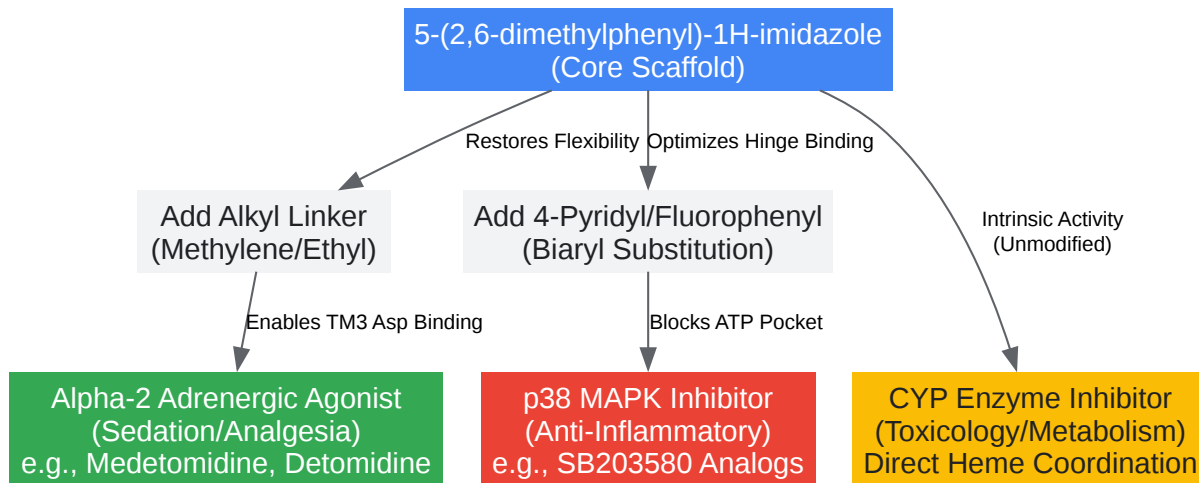 5-(2,6-dimethylphenyl)-1H-imidazole
(Core Scaffold)
Restores Flexibility
Optimizes Hinge Binding
Add Alkyl Linker
(Methylene/Ethyl)
Add 4-Pyridyl/Fluorophenyl
(Biaryl Substitution)
Intrinsic Activity
(Unmodified)
Enables TM3 Asp Binding
Blocks ATP Pocket
Alpha-2 Adrenergic Agonist
(Sedation/Analgesia)
e.g., Medetomidine, Detomidine
p38 MAPK Inhibitor
(Anti-Inflammatory)
e.g., SB203580 Analogs
CYP Enzyme Inhibitor
(Toxicology/Metabolism)
Direct Heme Coordination